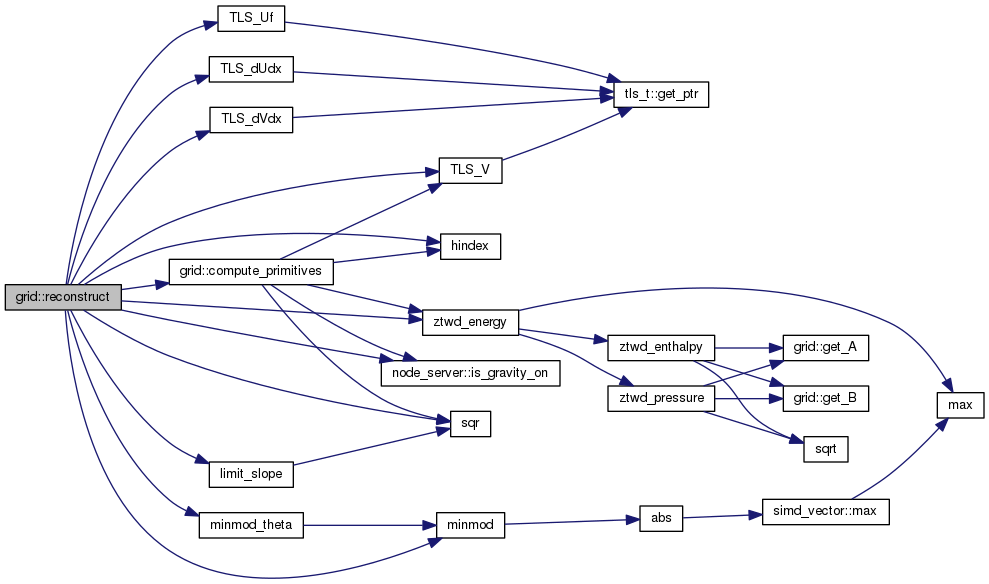 TLS_Uf
TLS_dUdx
tls_t::get_ptr
TLS_dVdx
TLS_V
hindex
grid::compute_primitives
grid::reconstruct
ztwd_energy
ztwd_enthalpy
grid::get_A
node_server::is_gravity_on
ztwd_pressure
grid::get_B
max
sqr
sqrt
limit_slope
simd_vector::max
minmod_theta
minmod
abs